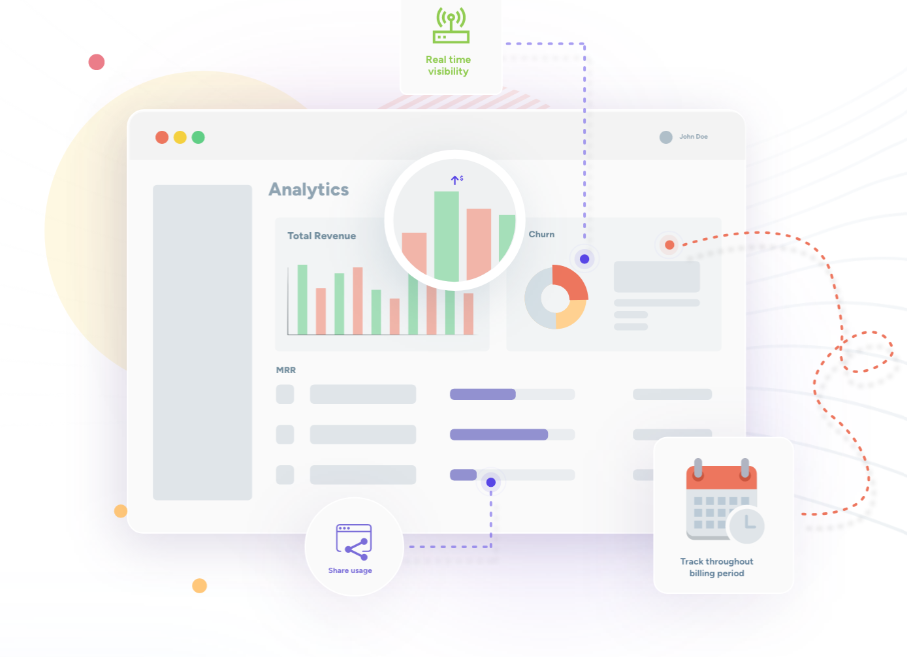 Real time
visibility
John Doe
Analytics
$
Total Revenue
Churn
MRR
Share usage
Track throughout
billing period